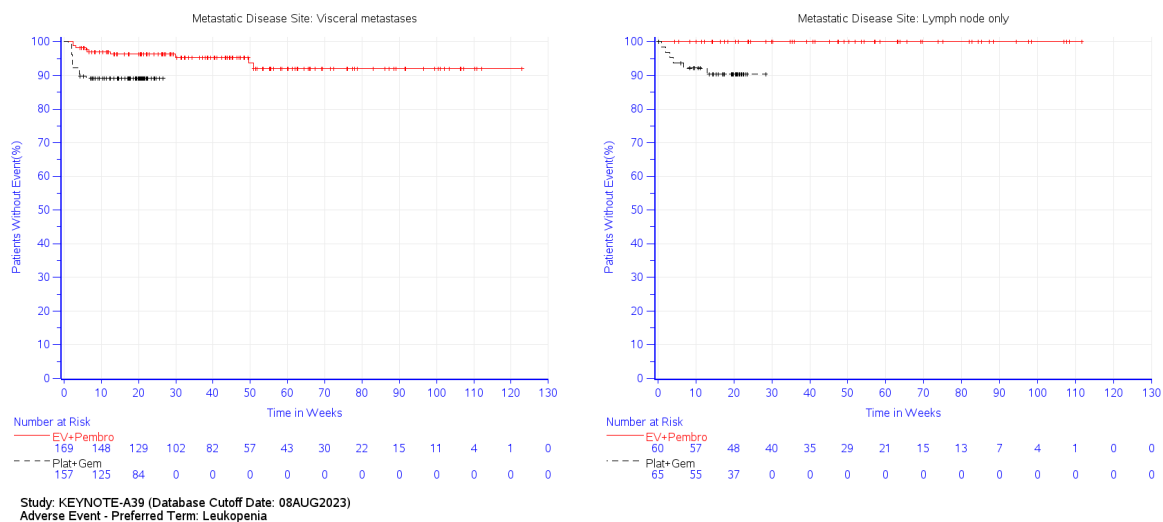 Metastatic Disease Site: Visceral metastases
Patients Without Event(%)
100
90
80
70
60
50
40
30
20
10
0
0 10 20 30 40 50 60 70 80 90 100 110 120 130
Time in Weeks
Number at Risk
EV+Pembro
169 148 129 102 82 57 43 30 22 15 11 4 1 0
Plat+Gem
157 125 84 0 0 0 0 0 0 0 0 0 0 0
Metastatic Disease Site: Lymph node only
Patients Without Event(%)
100
90
80
70
60
50
40
30
20
10
0
0 10 20 30 40 50 60 70 80 90 100 110 120 130
Time in Weeks
Number at Risk
EV+Pembro
60 57 48 40 35 29 21 15 13 7 4 1 0 0
Plat+Gem
65 55 37 0 0 0 0 0 0 0 0 0 0 0
Study: KEYNOTE-A39 (Database Cutoff Date: 08AUG2023)
Adverse Event - Preferred Term: Leukopenia